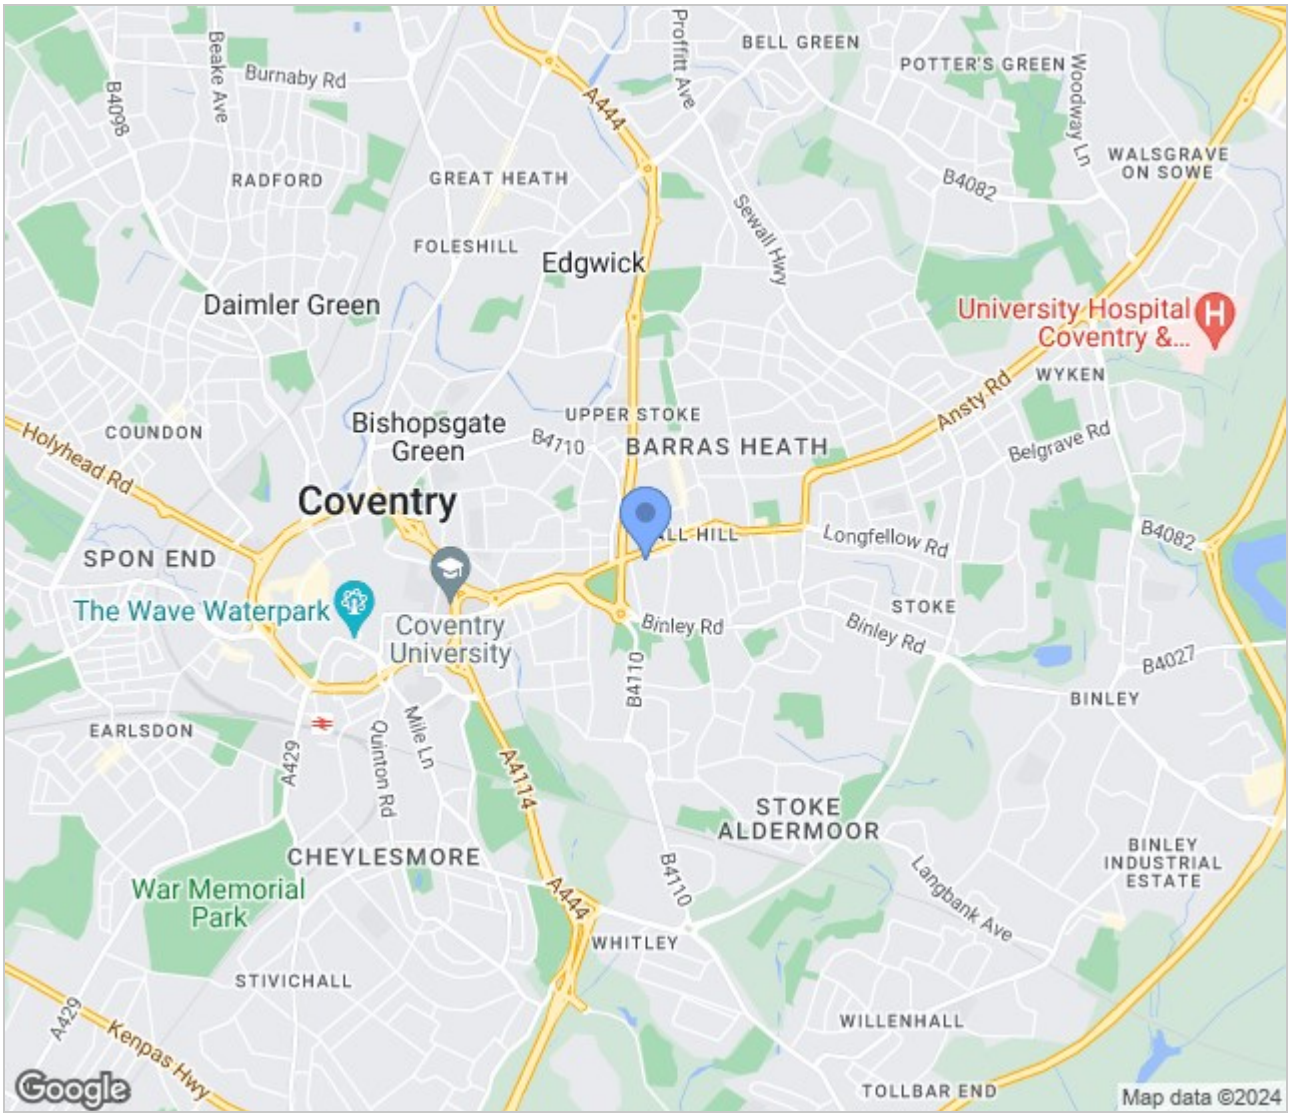 BELL GREEN
POTTER'S GREEN
Proffitt Ave
Beake Ave
Burnaby Rd
B4098
A444
Woodway Ln
WALSGRAVE
ON SOWE
RADFORD
GREAT HEATH
B4082
Sewall Hwy
FOLESHILL
Edgwick
Daimler Green
University Hospital
Coventry &...
H
WYKEN
Ansty Rd
UPPER STOKE
Bishopsgate
Green
B4110
BARRAS HEATH
COUNDON
Holyhead Rd
Belgrave Rd
Coventry
ALL HILL
Longfellow Rd
B4082
SPON END
The Wave Waterpark
Coventry
University
STOKE
Binley Rd
Binley Rd
B4027
B4110
BINLEY
EARLSDON
A429
Quinton Rd
Mile Ln
A4114
STOKE
ALDERMOOR
CHEYLESMORE
BINLEY
INDUSTRIAL
ESTATE
War Memorial
Park
B4110
Langbank Ave
A444
WHITLEY
STIVICHALL
A429
Kenpas Hwy
WILLENHALL
TOLLBAR END
Google
Map data ©2024